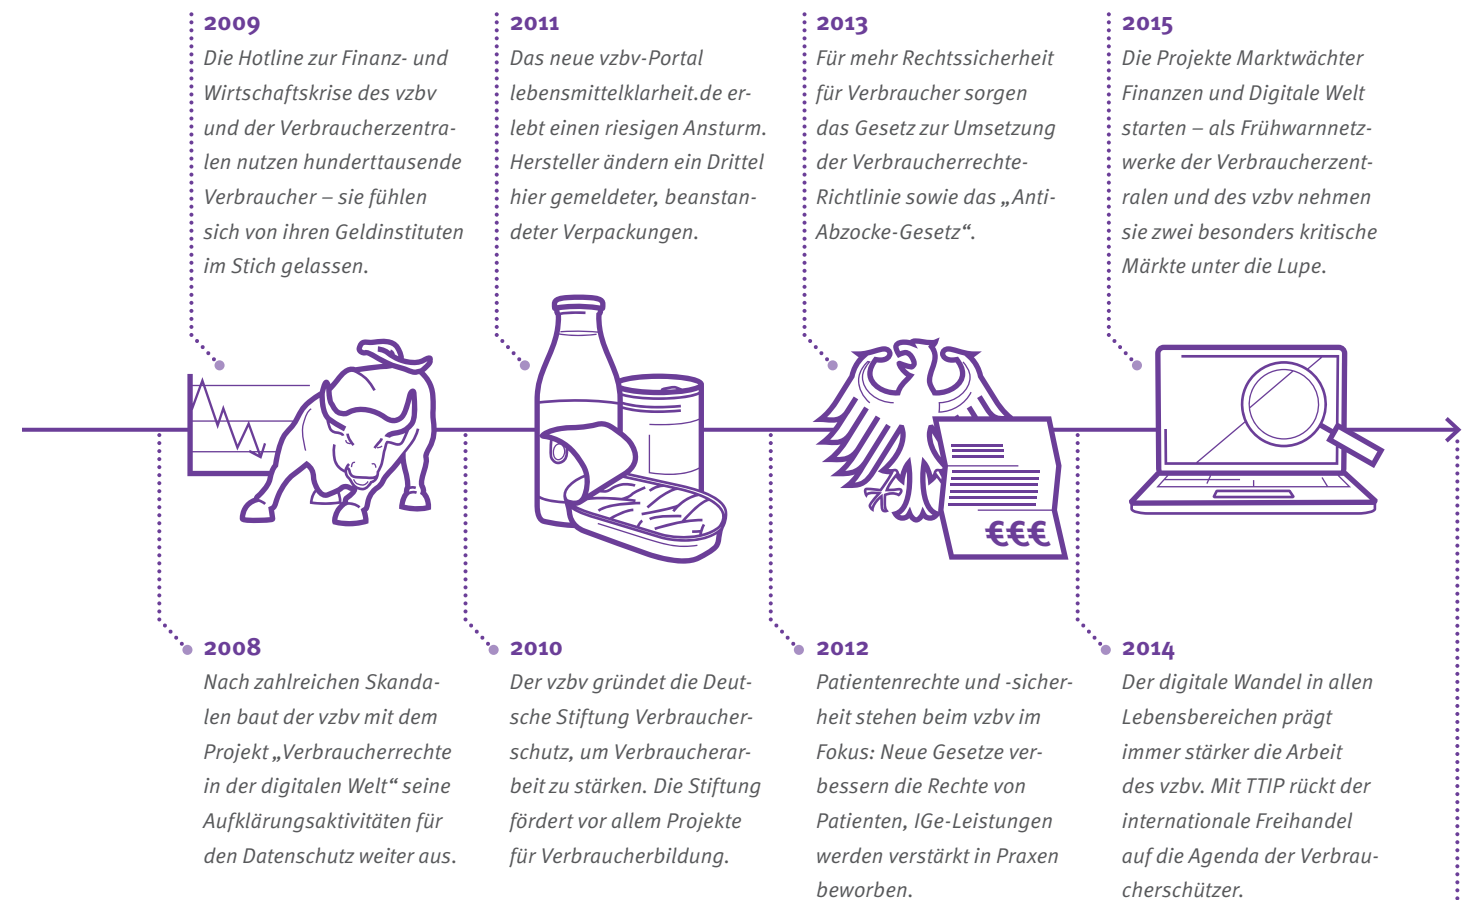 2009
Die Hotline zur Finanz- und
Wirtschaftskrise des vzbv
und der Verbraucherzentra-
len nutzen hunderttausende
Verbraucher – sie fühlen
sich von ihren Geldinstituten
im Stich gelassen.
2011
Das neue vzbv-Portal
lebensmittelklarheit.de er-
lebt einen riesigen Ansturm.
Hersteller ändern ein Drittel
hier gemeldeter, beanstan-
deter Verpackungen.
2013
Für mehr Rechtssicherheit
für Verbraucher sorgen
das Gesetz zur Umsetzung
der Verbraucherrechte-
Richtlinie sowie das „Anti-
Abzocke-Gesetz“.
2015
Die Projekte Marktwächter
Finanzen und Digitale Welt
starten – als Frühwarnnetz-
werke der Verbraucherzent-
ralen und des vzbv nehmen
sie zwei besonders kritische
Märkte unter die Lupe.
€€€
2008
Nach zahlreichen Skanda-
len baut der vzbv mit dem
Projekt „Verbraucherrechte
in der digitalen Welt“ seine
Aufklärungsaktivitäten für
den Datenschutz weiter aus.
2010
Der vzbv gründet die Deut-
sche Stiftung Verbraucher-
schutz, um Verbraucherar-
beit zu stärken. Die Stiftung
fördert vor allem Projekte
für Verbraucherbildung.
2012
Patientenrechte und -sicher-
heit stehen beim vzbv im
Fokus: Neue Gesetze ver-
bessern die Rechte von
Patienten, IGe-Leistungen
werden verstärkt in Praxen
beworben.
2014
Der digitale Wandel in allen
Lebensbereichen prägt
immer stärker die Arbeit
des vzbv. Mit TTIP rückt der
internationale Freihandel
auf die Agenda der Verbrau-
cherschützer.